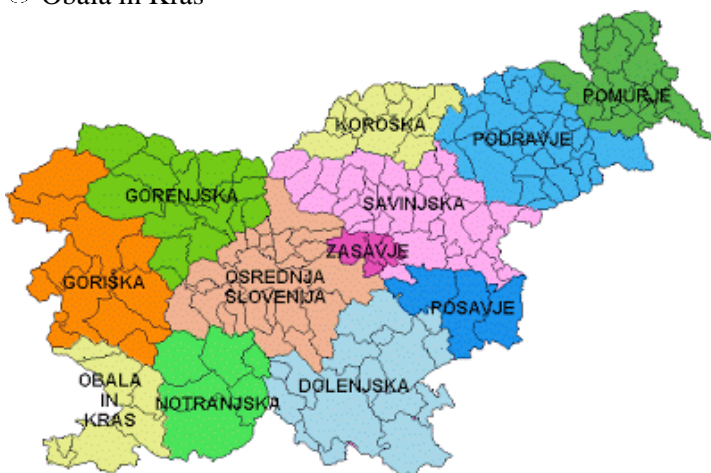 Obala in Kras
POMURJE
KOROŠKA
PODRAVJE
GORENJSKA
SAVINJSKA
ZASAVJE
GORIŠKA
OSREDNJA
SLOVENIJA
POSAVJE
OBALA
IN
KRAS
NOTRANJSKA
DOLENJSKA